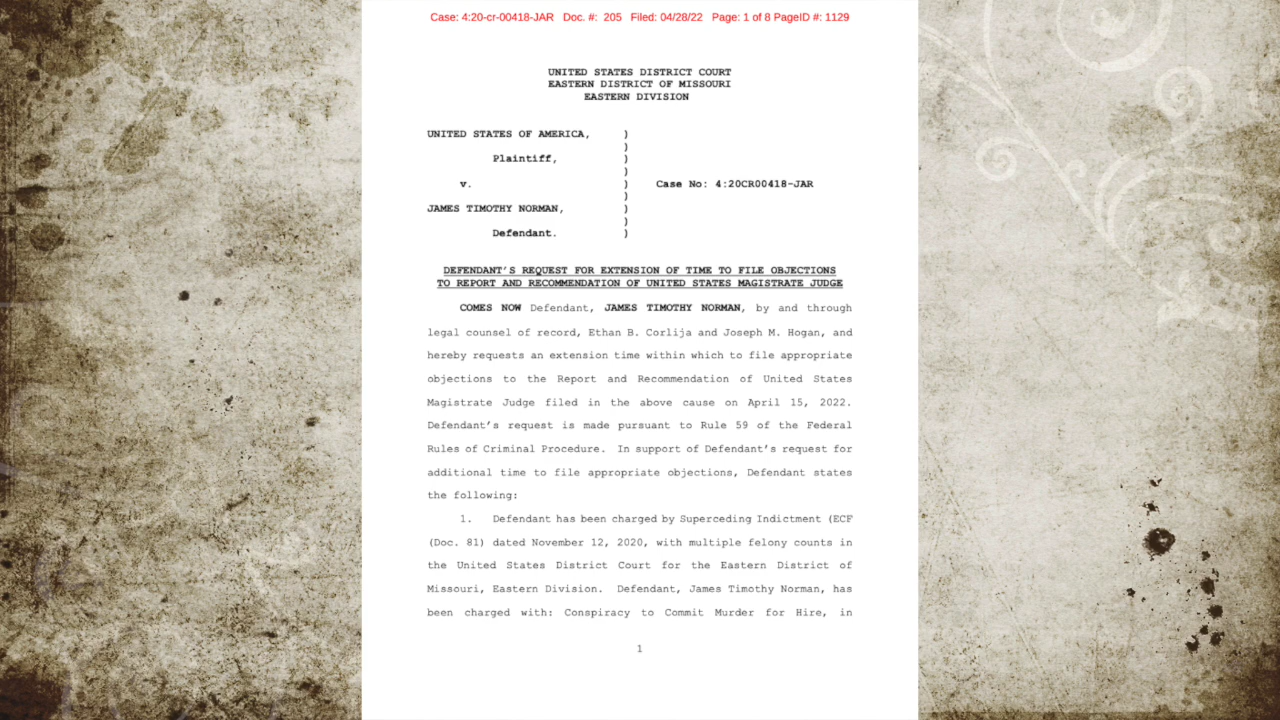 Case: 4:20-cr-00418-JAR Doc. #: 205 Filed: 04/28/22 Page: 1 of 8 PageID #: 1129
UNITED STATES DISTRICT COURT
EASTERN DISTRICT OF MISSOURI
EASTERN DIVISION
UNITED STATES OF AMERICA, )
)
Plaintiff, )
)
v. ) Case No: 4:20CR00418-JAR
)
JAMES TIMOTHY NORMAN, )
)
Defendant. )
DEFENDANT'S REQUEST FOR EXTENSION OF TIME TO FILE OBJECTIONS
TO REPORT AND RECOMMENDATION OF UNITED STATES MAGISTRATE JUDGE
COMES NOW Defendant, JAMES TIMOTHY NORMAN, by and through
legal counsel of record, Ethan B. Corlija and Joseph M. Hogan, and
hereby requests an extension time within which to file appropriate
objections to the Report and Recommendation of United States
Magistrate Judge filed in the above cause on April 15, 2022.
Defendant's request is made pursuant to Rule 59 of the Federal
Rules of Criminal Procedure. In support of Defendant's request for
additional time to file appropriate objections, Defendant states
the following:
1. Defendant has been charged by Superceding Indictment (ECF
(Doc. 81) dated November 12, 2020, with multiple felony counts in
the United States District Court for the Eastern District of
Missouri, Eastern Division. Defendant, James Timothy Norman, has
been charged with: Conspiracy to Commit Murder for Hire, in
1